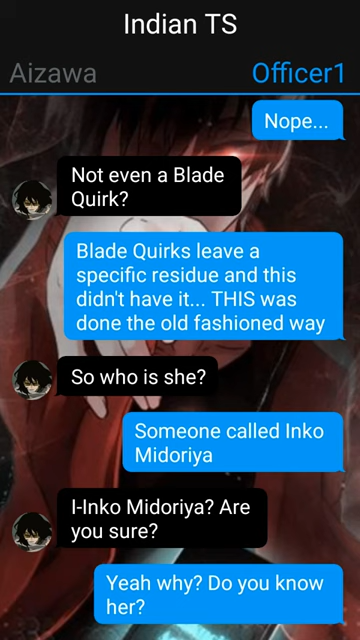 Indian TS
Aizawa Officer1
Nope...
Not even a Blade
Quirk?
Blade Quirks leave a
specific residue and this
didn't have it... THIS was
done the old fashioned way
So who is she?
Someone called Inko
Midoriya
I-Inko Midoriya? Are
you sure?
Yeah why? Do you know
her?